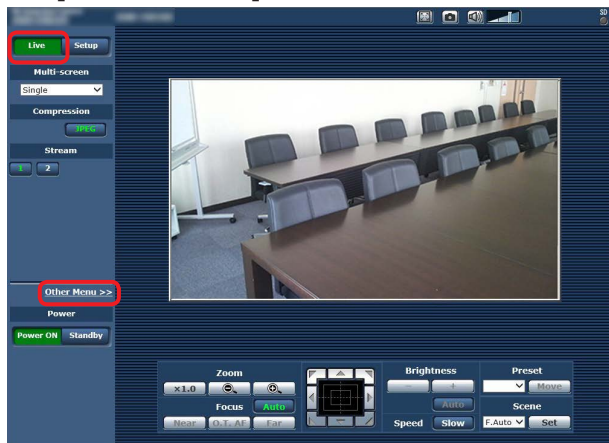 SD
Live Setup
Multi-screen
Single
Compression
JPEG
Stream
1 2
Other Menu >>
Power
Power ON Standby
Zoom
×1.0
Focus Auto
Near O.T. AF Far
Brightness
- +
Auto
Speed Slow
Preset
Move
Scene
F.Auto Set